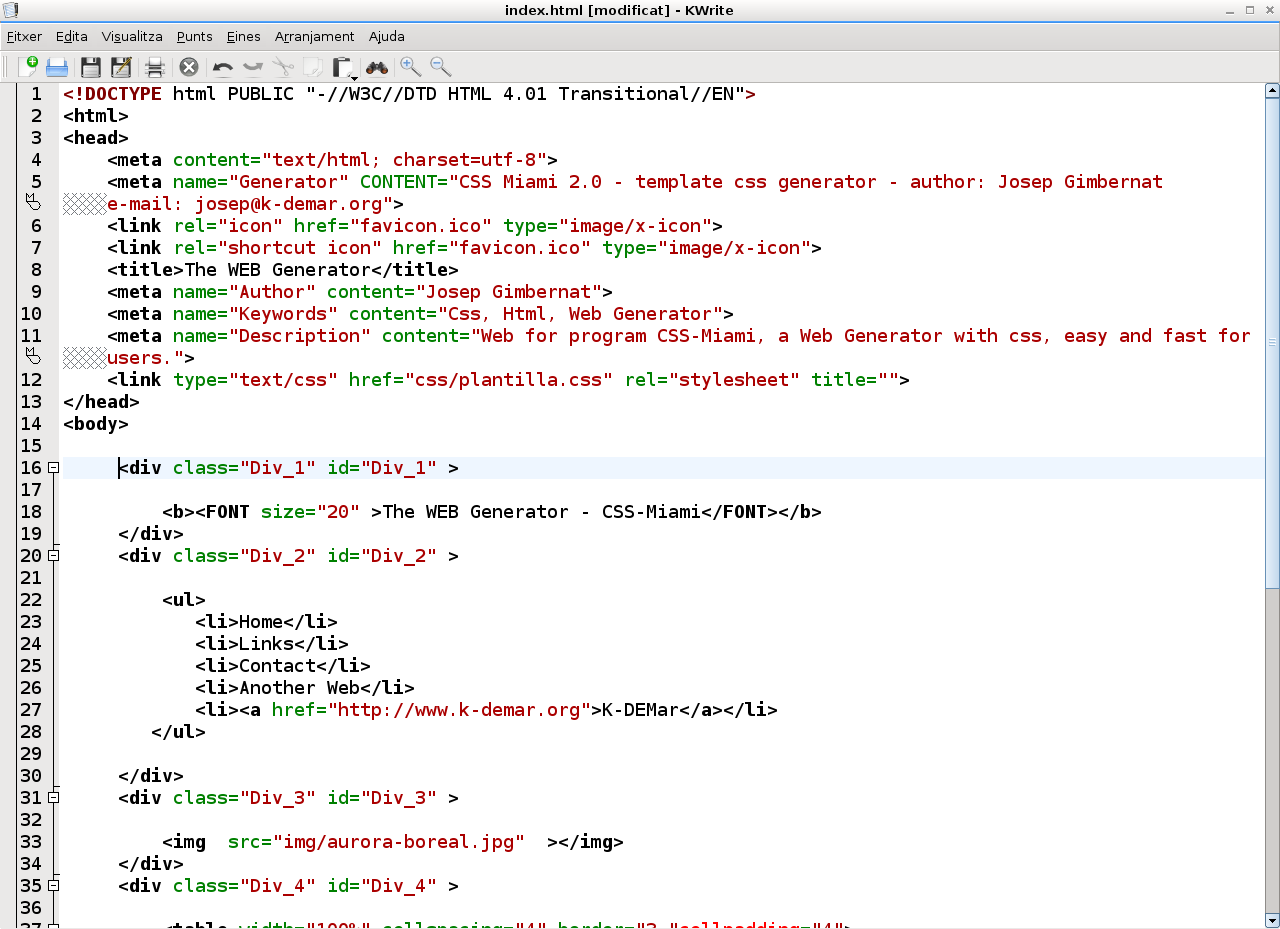 index.html [modificat] - KWrite
Fitxer Edita Visualitza Punts Eines Arranjament Ajuda
1 <!DOCTYPE html PUBLIC "-//W3C//DTD HTML 4.01 Transitional//EN">
2 <html>
3 <head>
4     <meta content="text/html; charset=utf-8">
5     <meta name="Generator" CONTENT="CSS Miami 2.0 - template css generator - author: Josep Gimbernat
e-mail: josep@k-demar.org">
6     <link rel="icon" href="favicon.ico" type="image/x-icon">
7     <link rel="shortcut icon" href="favicon.ico" type="image/x-icon">
8     <title>The WEB Generator</title>
9     <meta name="Author" content="Josep Gimbernat">
10     <meta name="Keywords" content="Css, Html, Web Generator">
11     <meta name="Description" content="Web for program CSS-Miami, a Web Generator with css, easy and fast for
users.">
12     <link type="text/css" href="css/plantilla.css" rel="stylesheet" title="">
13 </head>
14 <body>
15
16      <div class="Div_1" id="Div_1" >
17
18          <b><FONT size="20" >The WEB Generator - CSS-Miami</FONT></b>
19      </div>
20      <div class="Div_2" id="Div_2" >
21
22          <ul>
23             <li>Home</li>
24             <li>Links</li>
25             <li>Contact</li>
26             <li>Another Web</li>
27             <li><a href="http://www.k-demar.org">K-DEMar</a></li>
28         </ul>
29
30      </div>
31      <div class="Div_3" id="Div_3" >
32
33          <img  src="img/aurora-boreal.jpg"  ></img>
34      </div>
35      <div class="Div_4" id="Div_4" >
36
37          <table width="100%" cellspacing="4" border="3 "cellpadding="4">